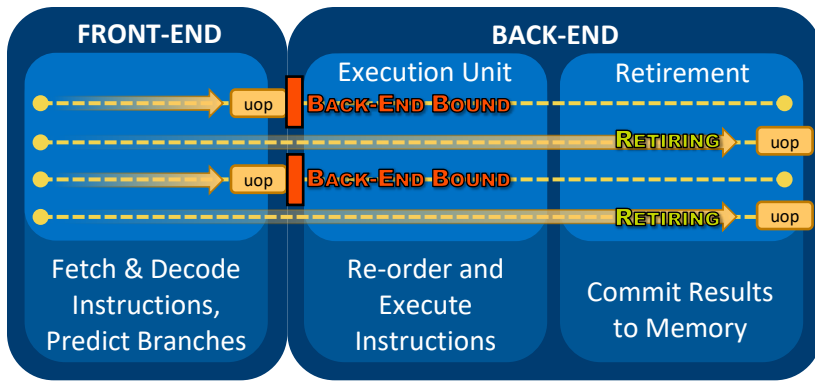 FRONT-END
BACK-END
Execution Unit
Retirement
uop
BACK-END BOUND
RETIRING
uop
uop
BACK-END BOUND
RETIRING
uop
Fetch & Decode
Instructions,
Predict Branches
Re-order and
Execute
Instructions
Commit Results
to Memory